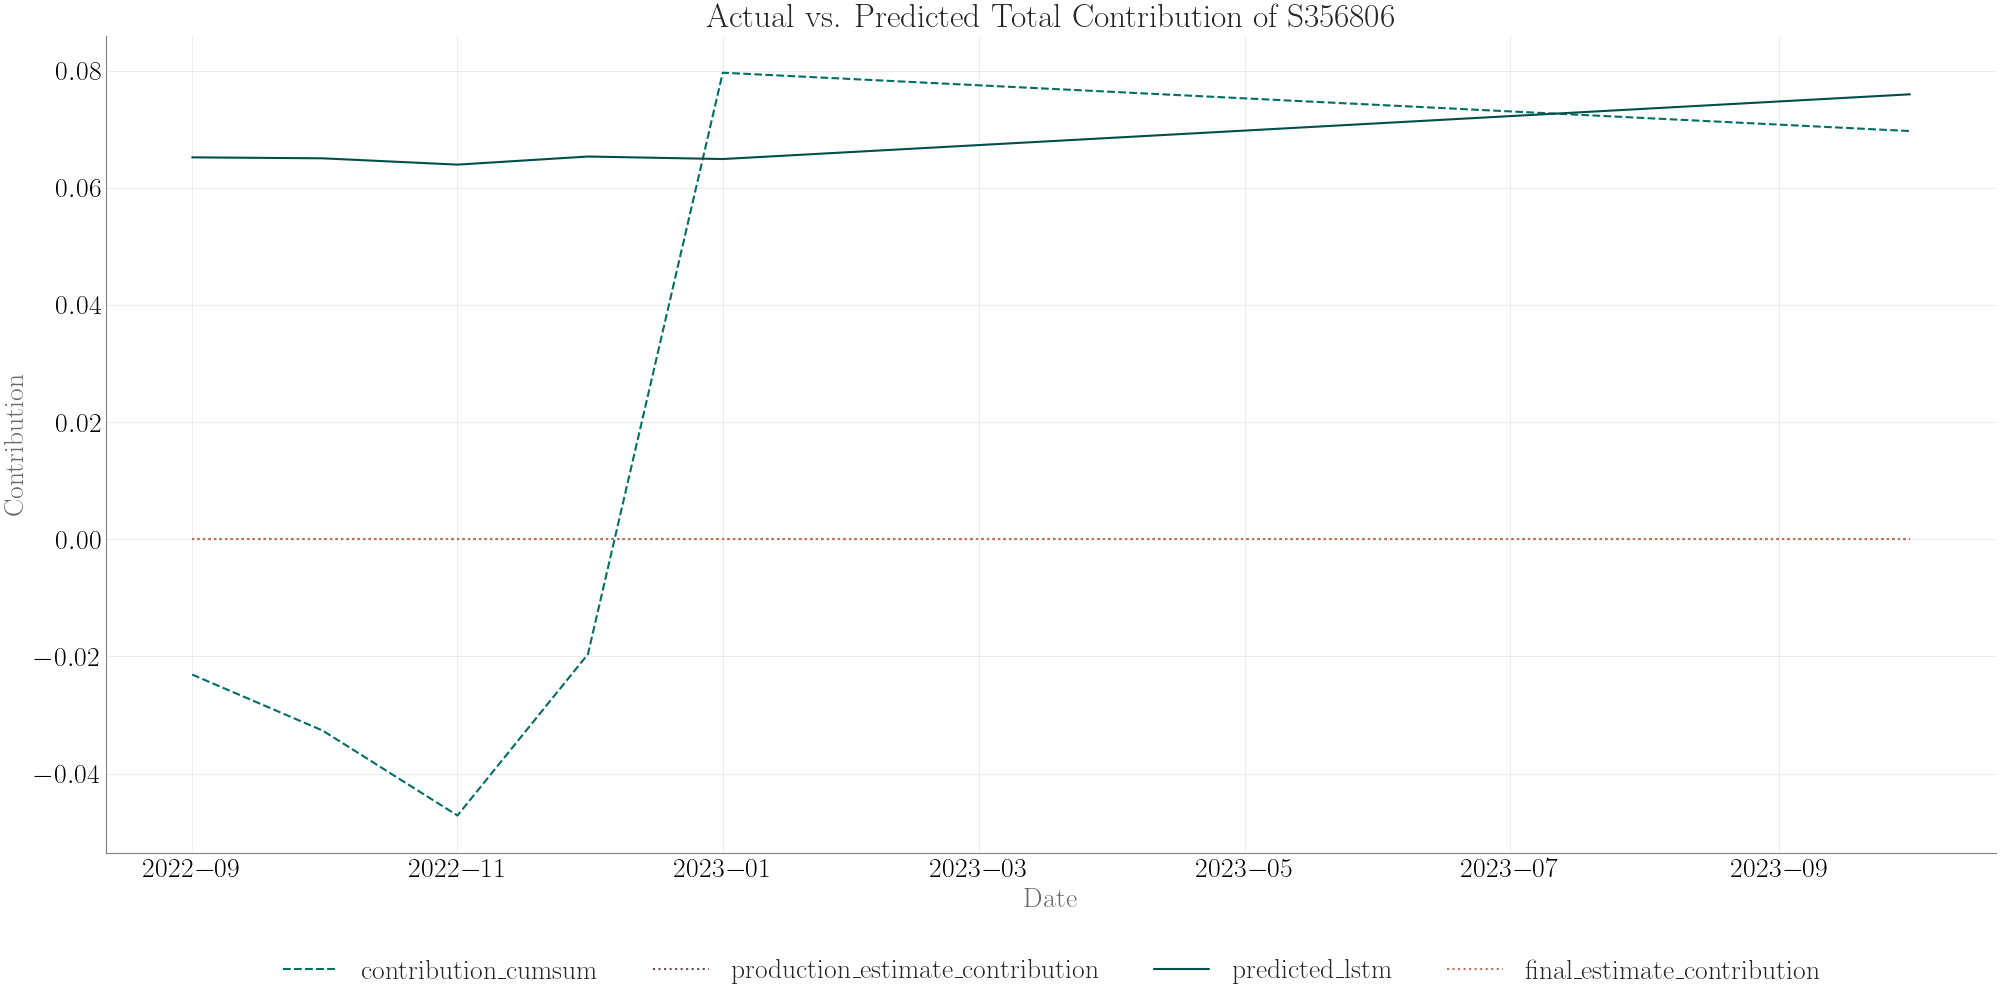 Actual vs. Predicted Total Contribution of S356806
0.08
0.06
0.04
0.02
0.00
−0.02
−0.04
Contribution
2022−09 2022−11 2023−01 2023−03 2023−05 2023−07 2023−09
Date
contribution_cumsum production_estimate_contribution predicted_lstm final_estimate_contribution